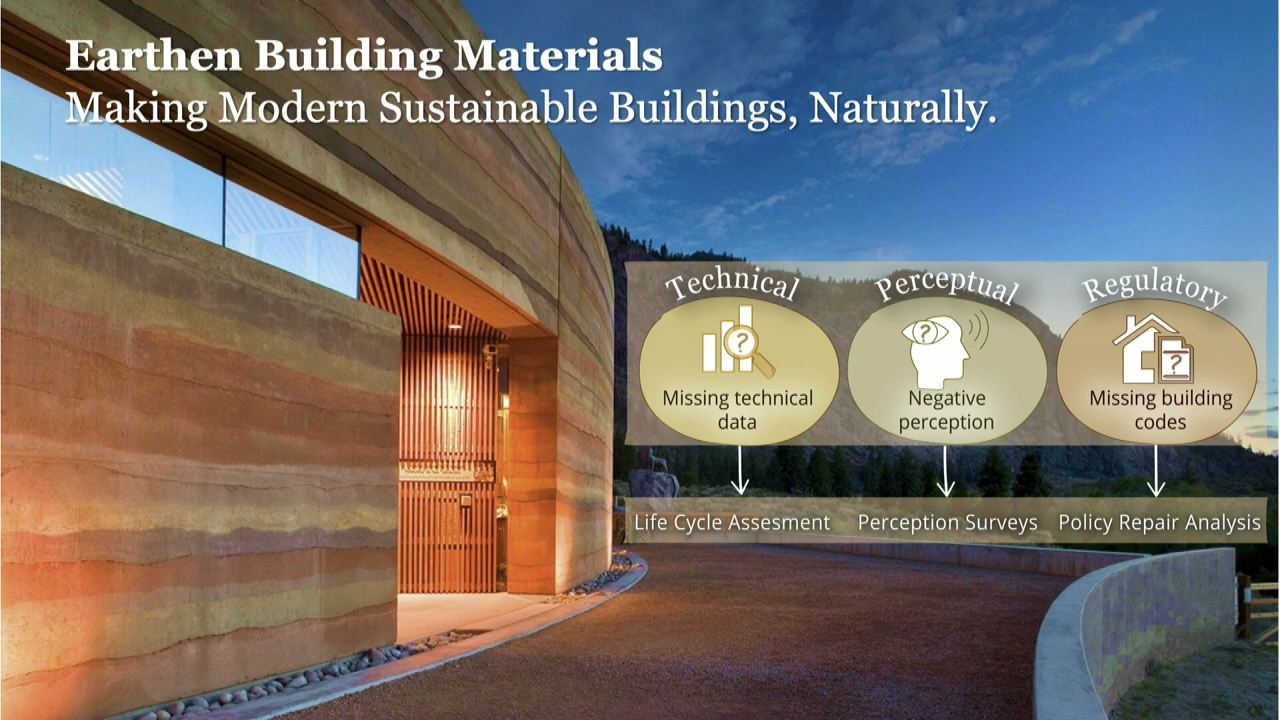 Earthen Building Materials
Making Modern Sustainable Buildings, Naturally.
Technical
Perceptual
Regulatory
?
?
?
Missing technical
data
Negative
perception
Missing building
codes
Life Cycle Assesment
Perception Surveys
Policy Repair Analysis